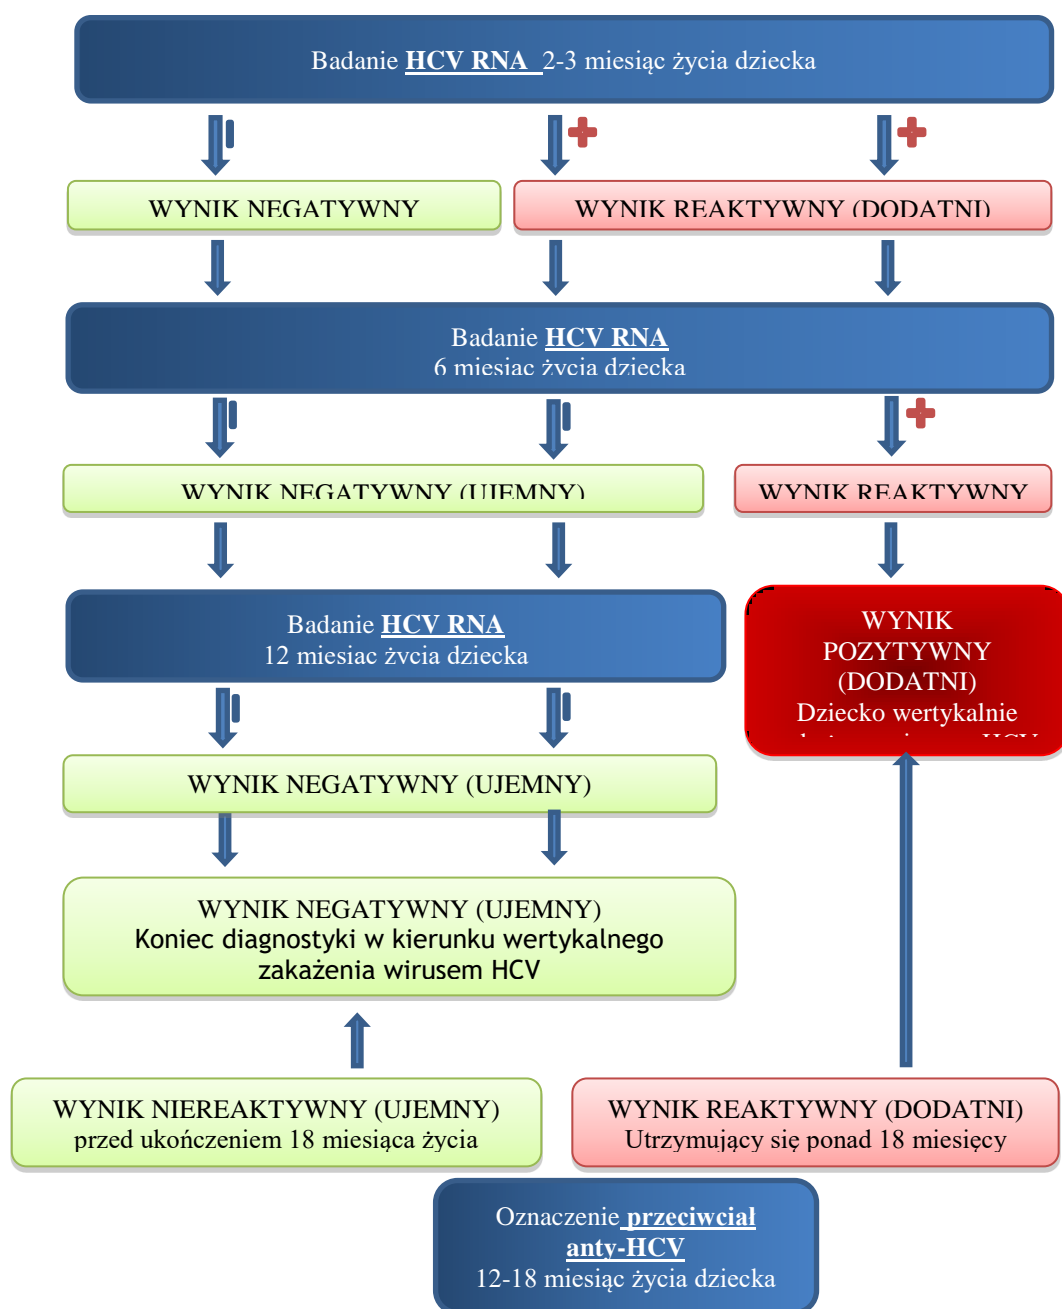 Badanie HCV RNA 2-3 miesiąc życia dziecka
WYNIK NEGATYWNY
WYNIK REAKTYWNY (DODATNI)
Badanie HCV RNA
6 miesiac życia dziecka
WYNIK NEGATYWNY (UJEMNY)
WYNIK REAKTYWNY
Badanie HCV RNA
12 miesiac życia dziecka
WYNIK
POZYTYWNY
(DODATNI)
Dziecko wertykalnie
HCV
WYNIK NEGATYWNY (UJEMNY)
WYNIK NEGATYWNY (UJEMNY)
Koniec diagnostyki w kierunku wertykalnego
zakażenia wirusem HCV
WYNIK NIEREAKTYWNY (UJEMNY)
przed ukończeniem 18 miesiąca życia
WYNIK REAKTYWNY (DODATNI)
Utrzymujący się ponad 18 miesięcy
Oznaczenie przeciwciał
anty-HCV
12-18 miesiąc życia dziecka